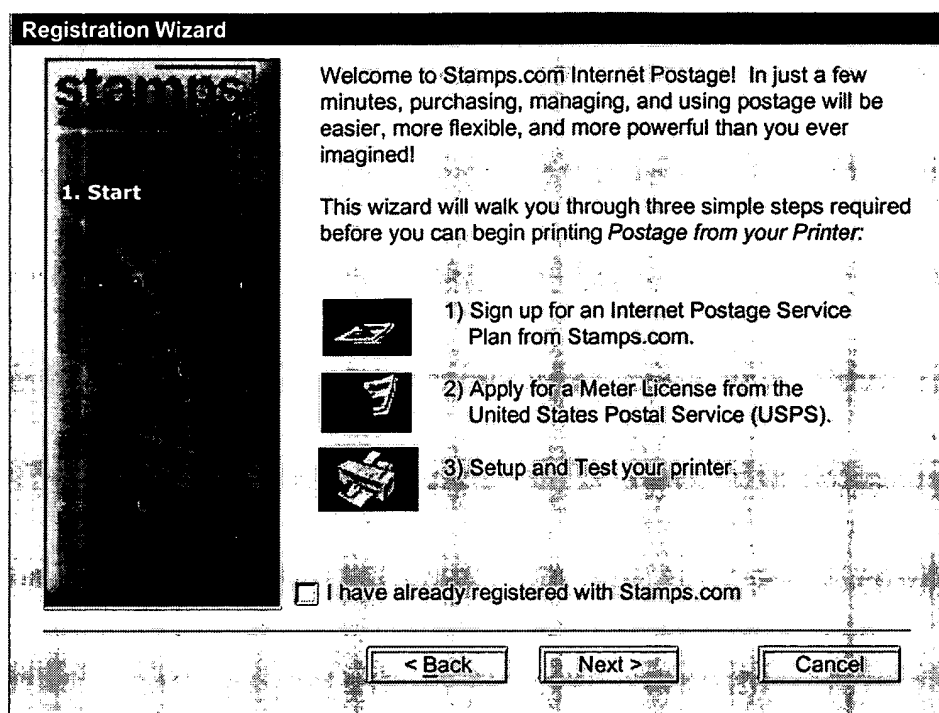 Registration Wizard
stamps
1. Start
Welcome to Stamps.com Internet Postage! In just a few
minutes, purchasing, managing, and using postage will be
easier, more flexible, and more powerful than you ever
imagined!
This wizard will walk you through three simple steps required
before you can begin printing Postage from your Printer:
1) Sign up for an Internet Postage Service
Plan from Stamps.com.
2) Apply for a Meter License from the
United States Postal Service (USPS).
3) Setup and Test your printer.
I have already registered with Stamps.com
< Back
Next >
Cancel